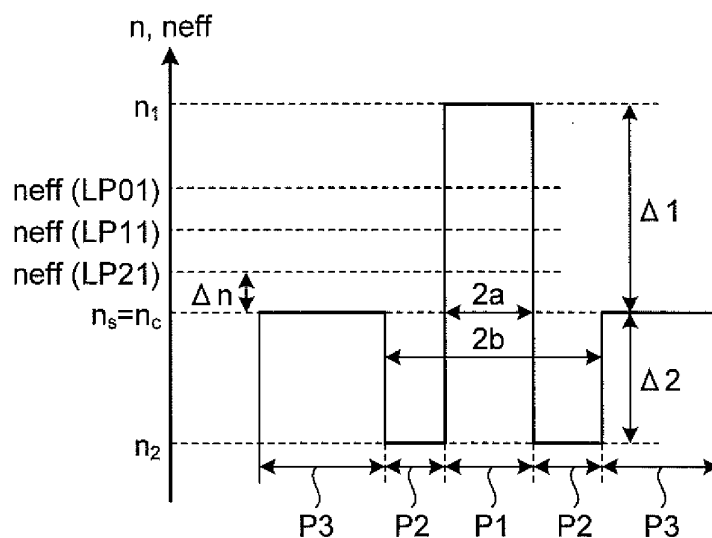 n, neff
n₁
neff (LP01)
neff (LP11)
neff (LP21)
Δn
Δ1
nₛ=n꜀
2a
2b
Δ2
n₂
P3 P2 P1 P2 P3